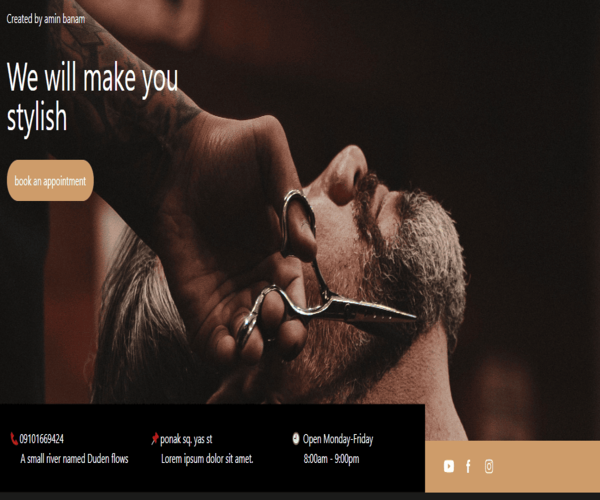 Created by amin banam
We will make you
stylish
book an appointment
09101669424
A small river named Duden flows
ponak sq. yas st
Lorem ipsum dolor sit amet.
Open Monday-Friday
8:00am - 9:00pm